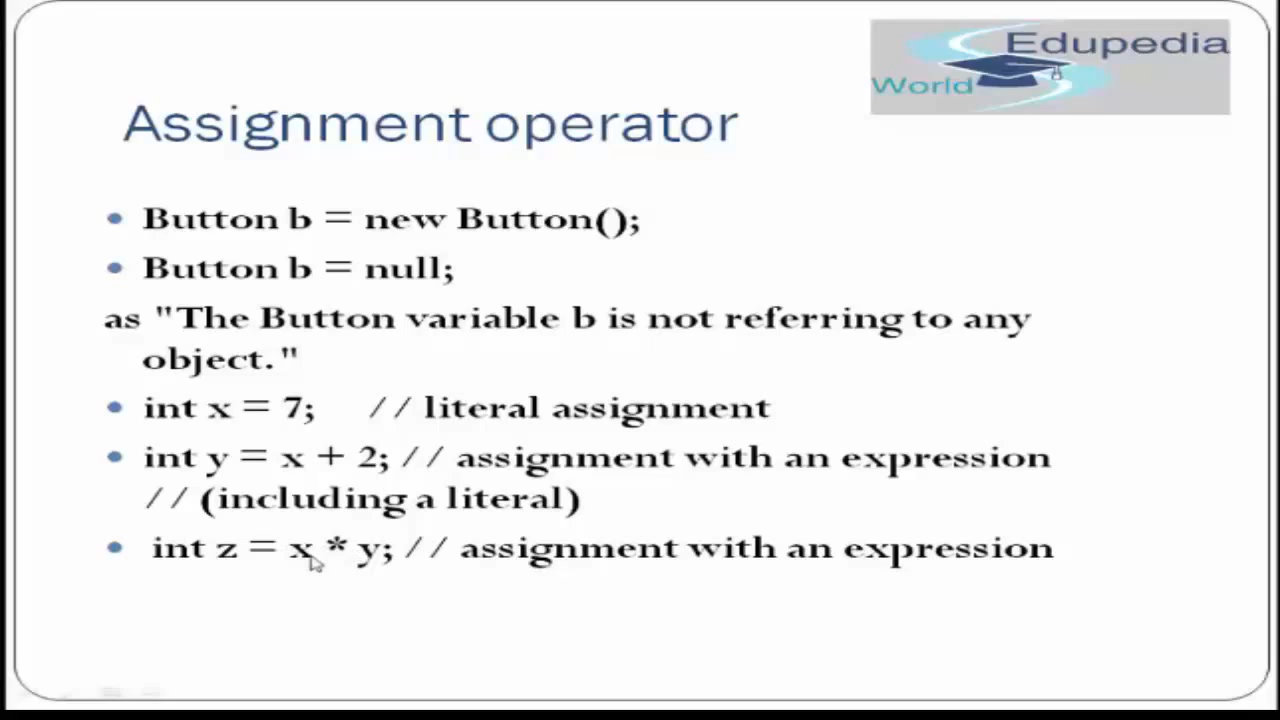 Edupedia
World
Assignment operator
• Button b = new Button();
• Button b = null;
as "The Button variable b is not referring to any
object."
• int x = 7; // literal assignment
• int y = x + 2; // assignment with an expression
// (including a literal)
• int z = x * y; // assignment with an expression